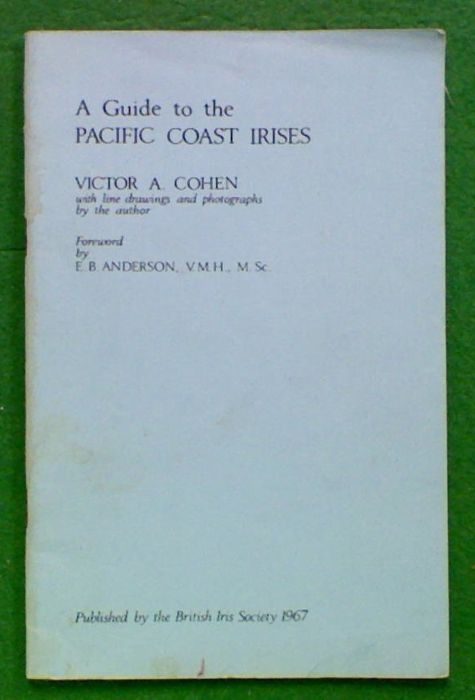 A Guide to the
PACIFIC COAST IRISES
VICTOR A. COHEN
with line drawings and photographs
by the author
Foreword
by
E. B. ANDERSON, V.M.H., M. Sc.
Published by the British Iris Society 1967